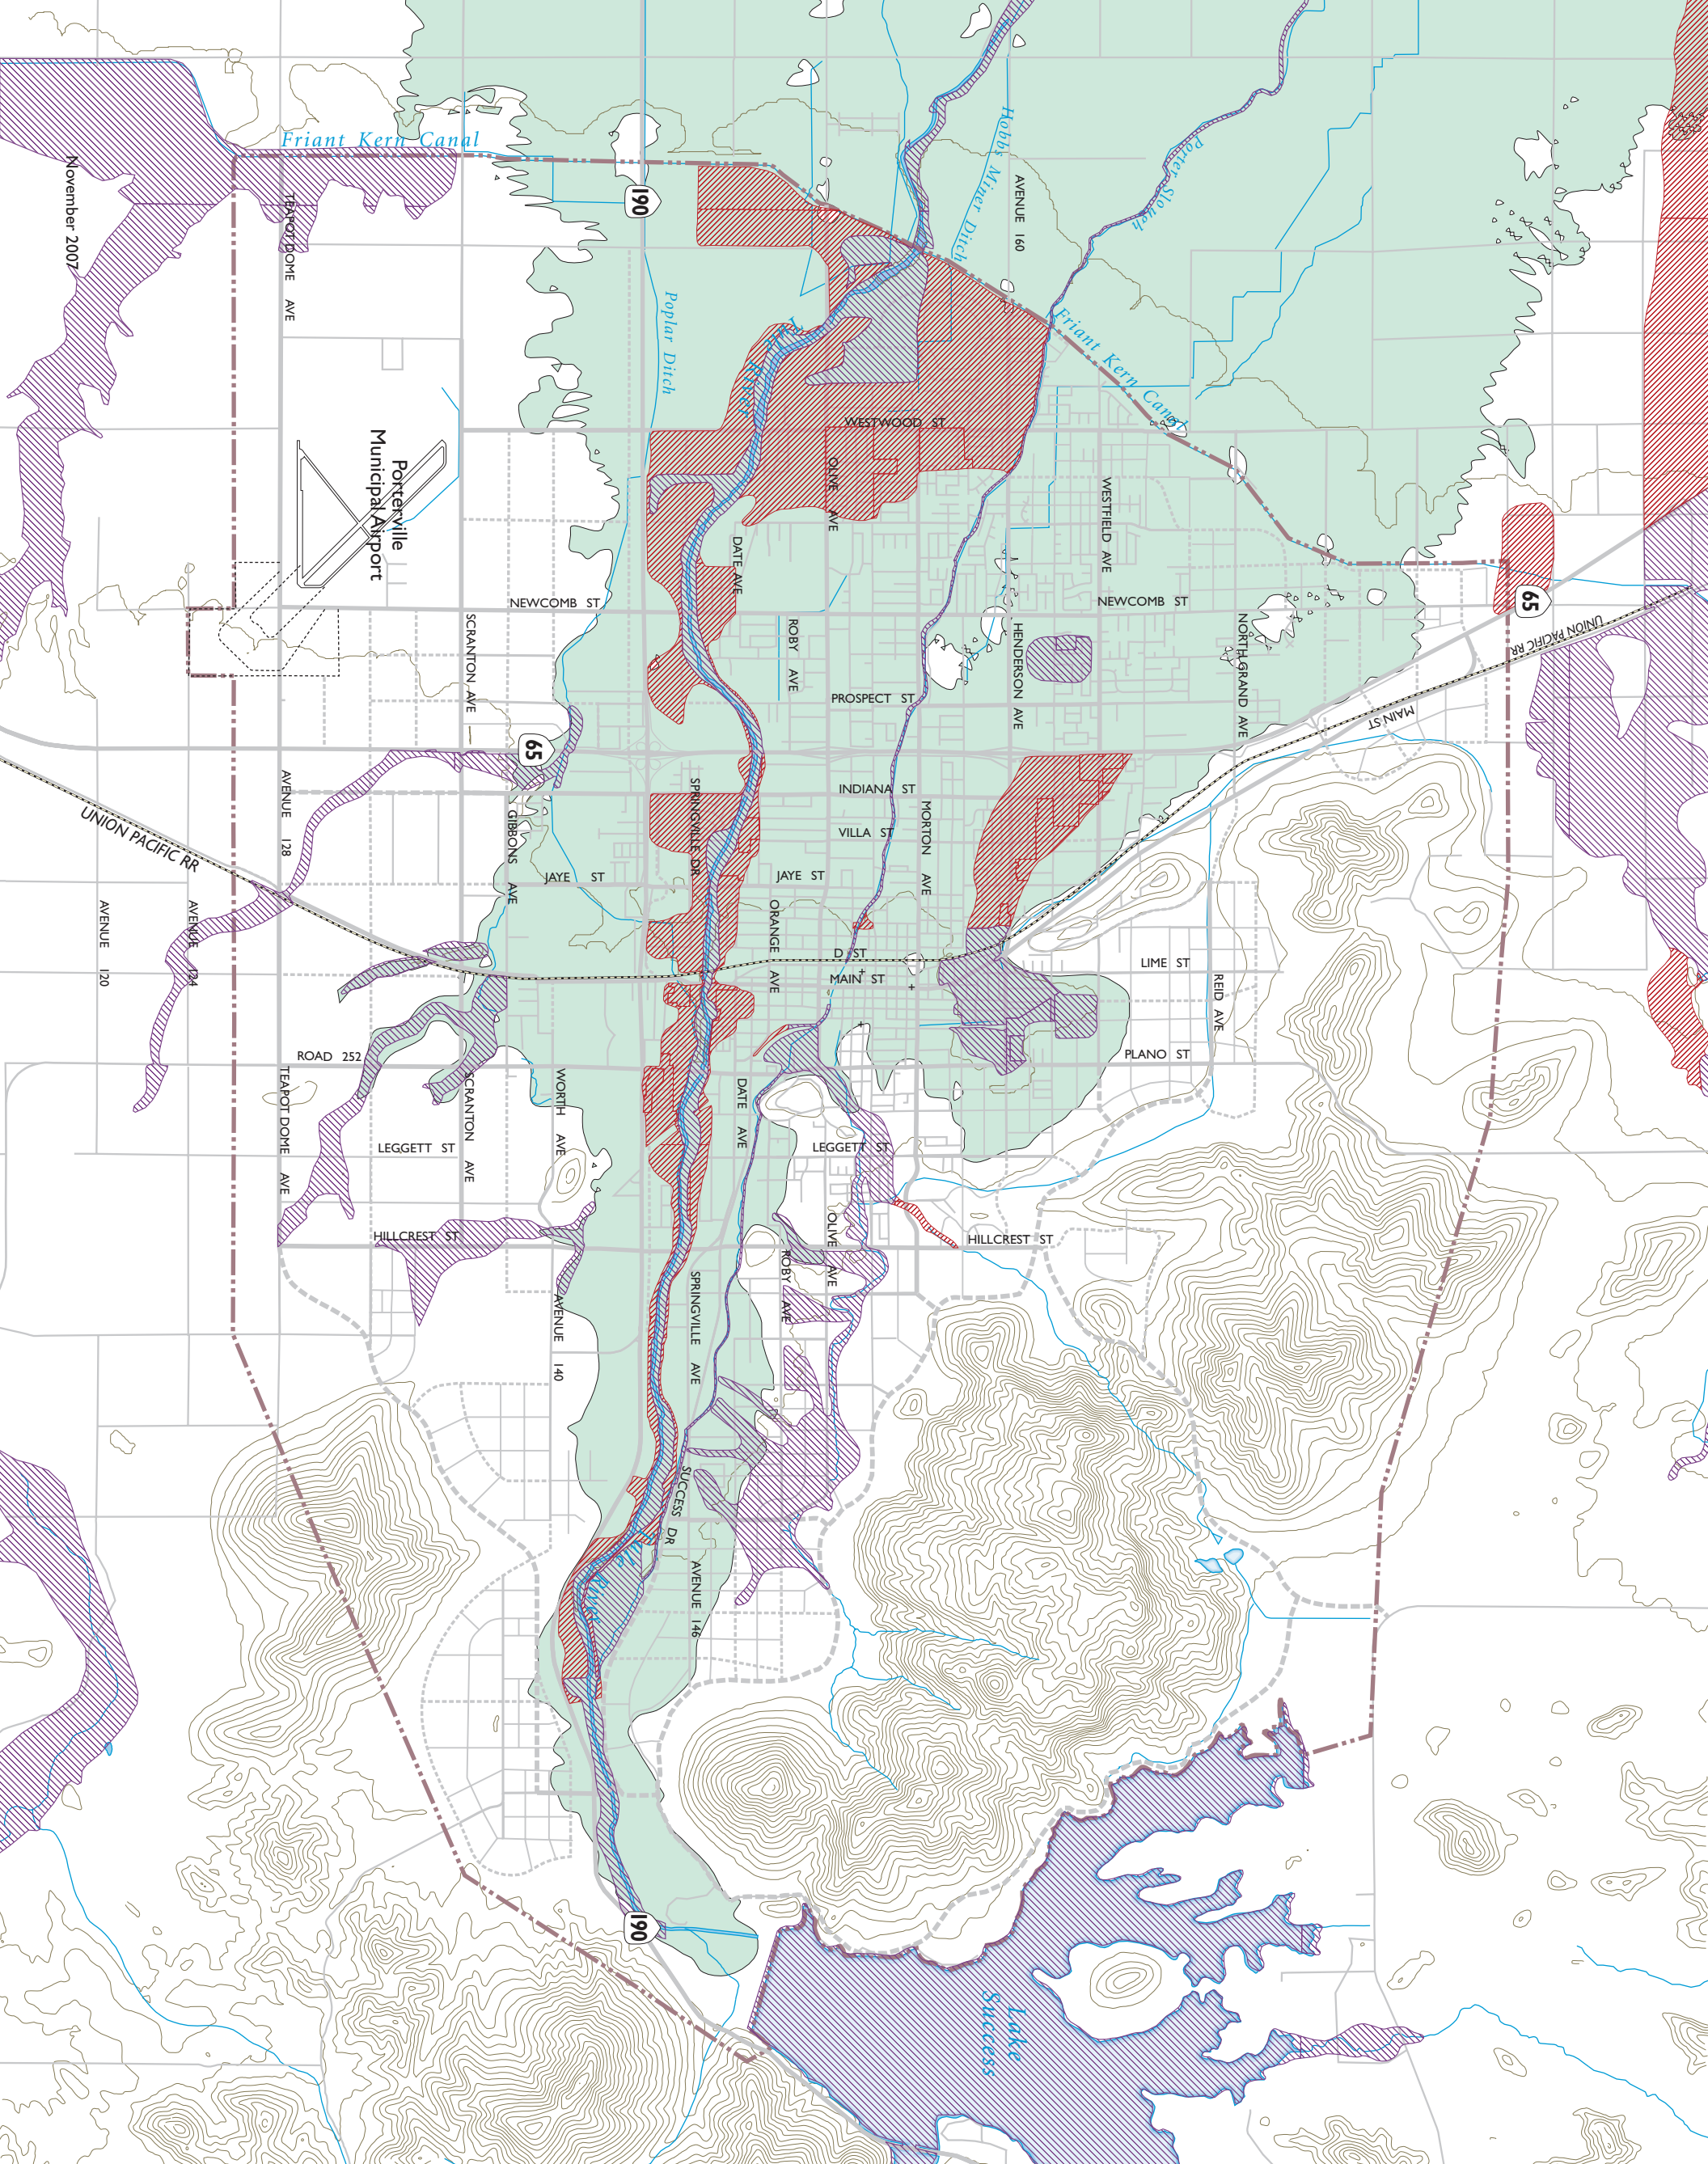 Friant Kern Canal
November 2007
TEAPOT DOME AVE
190
Hobbs Miner Ditch
AVENUE 160
Porter Slough
Poplar Ditch
Friant Kern Canal
Tule River
WESTWOOD ST
Porterville
Municipal Airport
OLIVE AVE
WESTFIELD AVE
DATE AVE
NEWCOMB ST
NEWCOMB ST
65
UNION PACIFIC RR
SCRANTON AVE
ROBY AVE
HENDERSON AVE
NORTH GRAND AVE
PROSPECT ST
MAIN ST
65
AVENUE 128
SPRINGVILLE DR
INDIANA ST
UNION PACIFIC RR
GIBBONS AVE
VILLA ST
MORTON AVE
JAYE ST
JAYE ST
AVENUE 120
AVENUE 124
ORANGE AVE
D ST
MAIN ST
LIME ST
REID AVE
ROAD 252
PLANO ST
TEAPOT DOME AVE
SCRANTON AVE
WORTH AVE
DATE AVE
LEGGETT ST
LEGGETT ST
HILLCREST ST
OLIVE AVE
HILLCREST ST
ROBY AVE
AVENUE 140
SPRINGVILLE AVE
SUCCESS DR
Tule River
AVENUE 146
190
Lake
Success